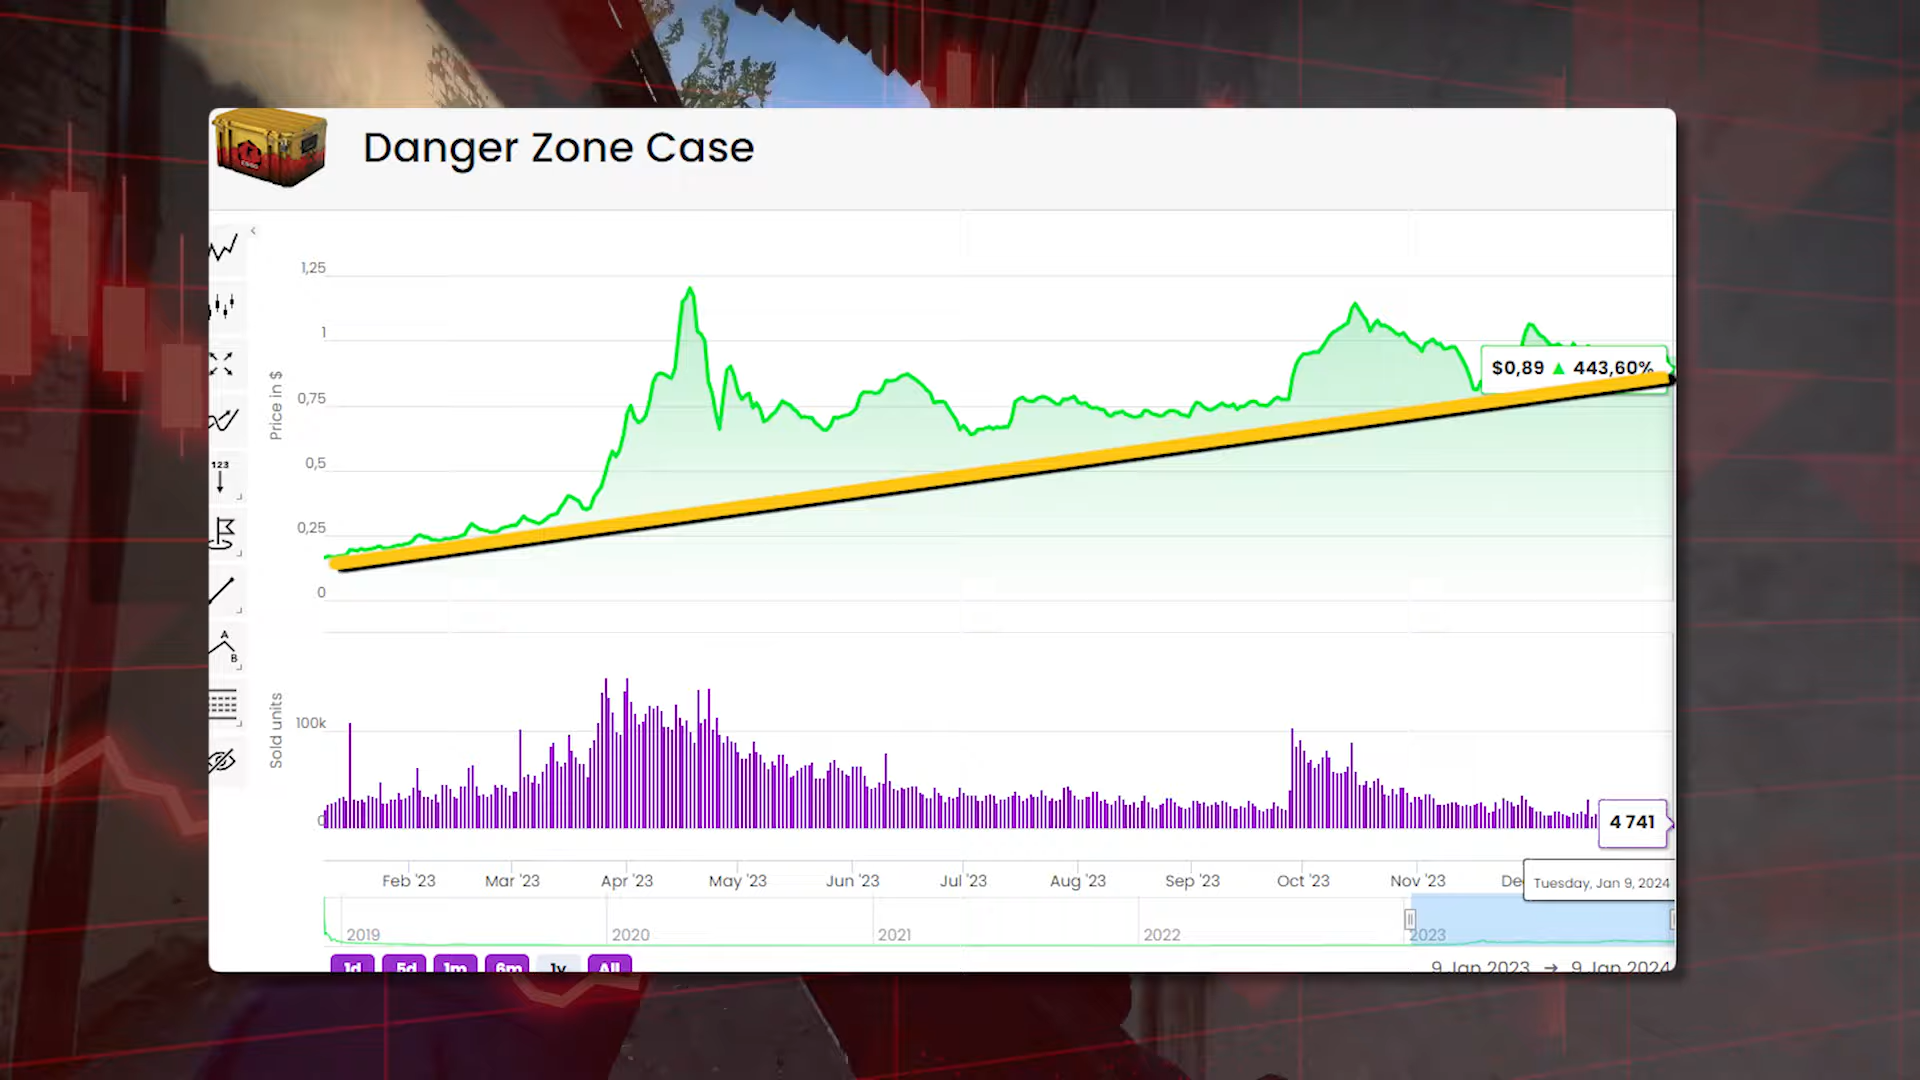 Danger Zone Case
1,25
1
0,75
0,5
0,25
0
Price in $
$0,89 ▲ 443,60%
123
A
B
100k
0
Sold units
4 741
Feb '23
Mar '23
Apr '23
May '23
Jun '23
Jul '23
Aug '23
Sep '23
Oct '23
Nov '23
Tuesday, Jan 9, 2024
2019
2020
2021
2022
2023
1d
5d
1m
6m
1y
All
9 Jan 2023 → 9 Jan 2024